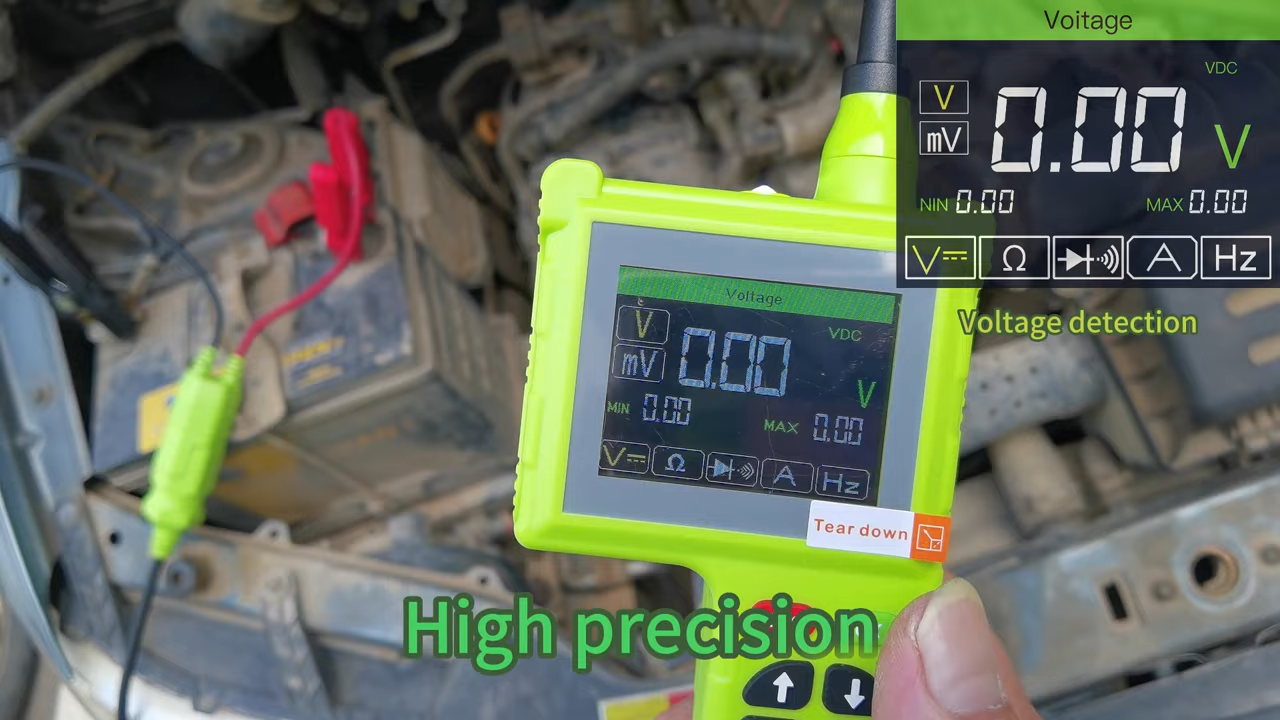 Voitage
VDC
V
mV
0.00 V
NIN 0.00
MAX 0.00
V
Ω
A
Hz
Voltage detection
Voltage
V
VDC
mV
0.00
V
MIN 0.00
MAX 0.00
V
Ω
A
Hz
Tear down
High precision